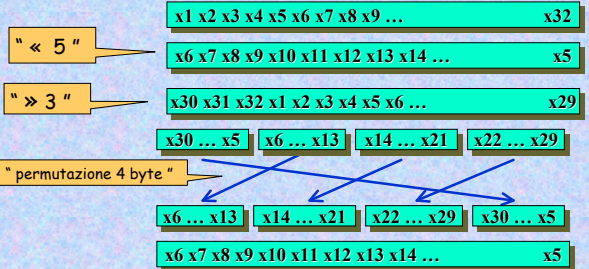 x1 x2 x3 x4 x5 x6 x7 x8 x9 … x32
“ « 5 ”
x6 x7 x8 x9 x10 x11 x12 x13 x14 … x5
“ » 3 ”
x30 x31 x32 x1 x2 x3 x4 x5 x6 … x29
x30 … x5 x6 … x13 x14 … x21 x22 … x29
“ permutazione 4 byte ”
x6 … x13 x14 … x21 x22 … x29 x30 … x5
x6 x7 x8 x9 x10 x11 x12 x13 x14 … x5